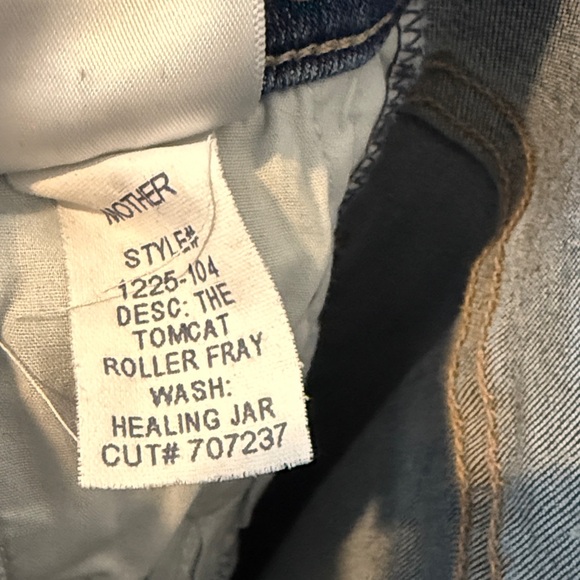 MOTHER
STYLE#
1225-104
DESC: THE
TOMCAT
ROLLER FRAY
WASH:
HEALING JAR
CUT# 707237